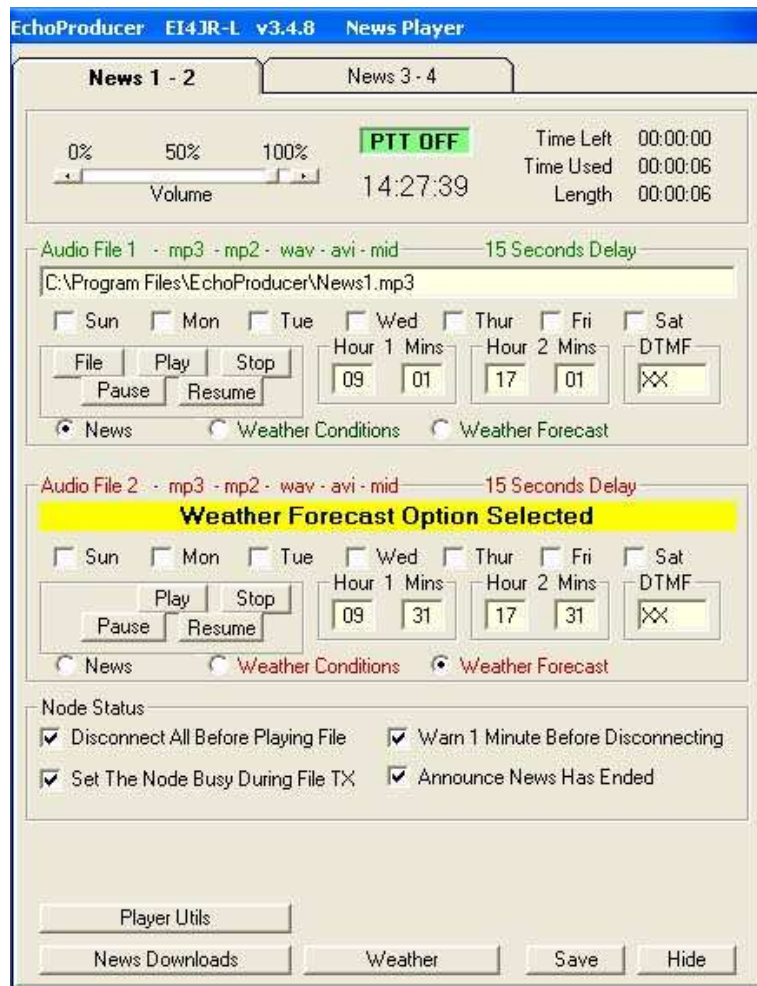 EchoProducer EI4JR-L v3.4.8 News Player
News 1 - 2 News 3 - 4
0% 50% 100% PTT OFF Time Left 00:00:00
Volume 14:27:39 Time Used 00:00:06
Length 00:00:06
Audio File 1 - mp3 - mp2 - wav - avi - mid 15 Seconds Delay
C:\Program Files\EchoProducer\News1.mp3
Sun Mon Tue Wed Thur Fri Sat
File Play Stop Hour 1 Mins Hour 2 Mins DTMF
Pause Resume 09 01 17 01 XX
News Weather Conditions Weather Forecast
Audio File 2 - mp3 - mp2 - wav - avi - mid 15 Seconds Delay
Weather Forecast Option Selected
Sun Mon Tue Wed Thur Fri Sat
Play Stop Hour 1 Mins Hour 2 Mins DTMF
Pause Resume 09 31 17 31 XX
News Weather Conditions Weather Forecast
Node Status
Disconnect All Before Playing File Warn 1 Minute Before Disconnecting
Set The Node Busy During File TX Announce News Has Ended
Player Utils
News Downloads Weather Save Hide